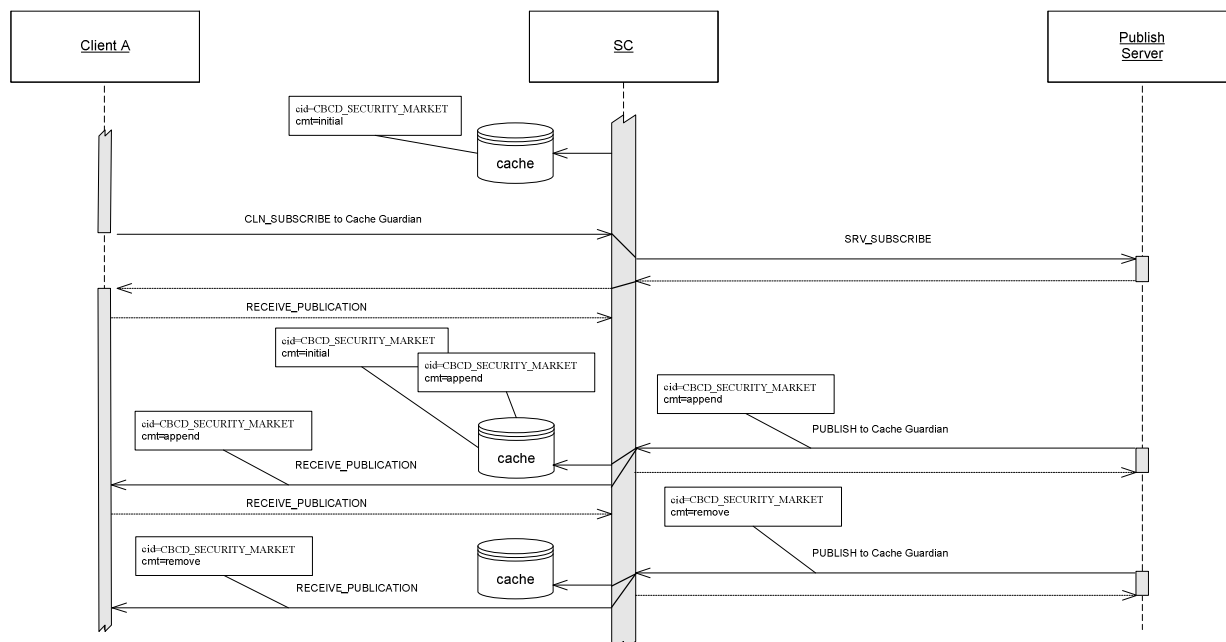 Client A
SC
Publish
Server
cid=CBCD_SECURITY_MARKET
cmt=initial
cache
CLN_SUBSCRIBE to Cache Guardian
SRV_SUBSCRIBE
RECEIVE_PUBLICATION
cid=CBCD_SECURITY_MARKET
cmt=initial
cid=CBCD_SECURITY_MARKET
cmt=append
cid=CBCD_SECURITY_MARKET
cmt=append
cid=CBCD_SECURITY_MARKET
cmt=append
PUBLISH to Cache Guardian
cache
RECEIVE_PUBLICATION
RECEIVE_PUBLICATION
cid=CBCD_SECURITY_MARKET
cmt=remove
cid=CBCD_SECURITY_MARKET
cmt=remove
PUBLISH to Cache Guardian
cache
RECEIVE_PUBLICATION